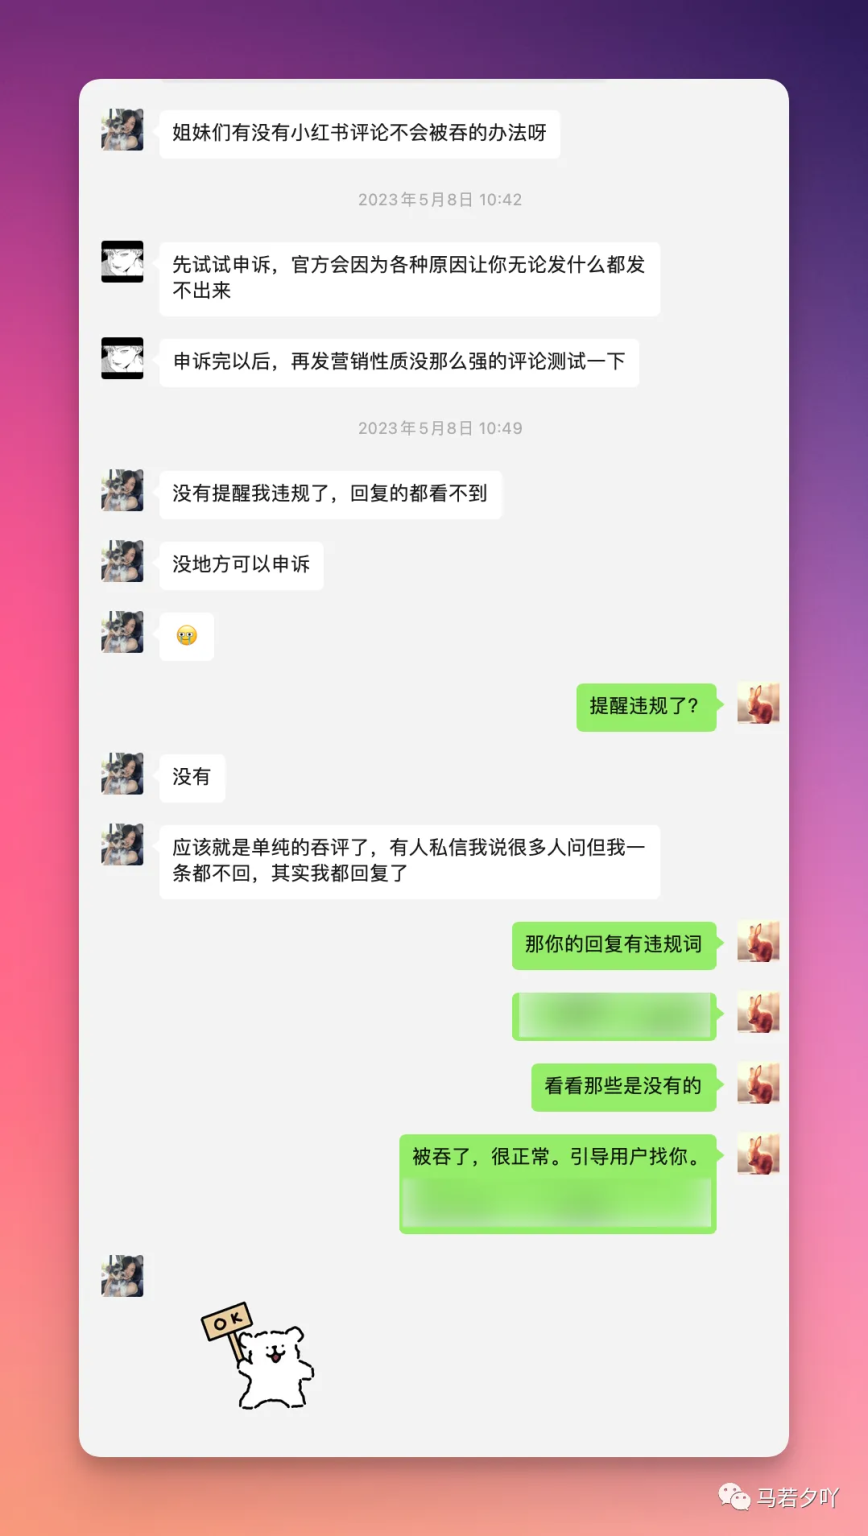 姐妹们有没有小红书评论不会被吞的办法呀
2023年5月8日 10:42
先试试申诉，官方会因为各种原因让你无论发什么都发
不出来
申诉完以后，再发营销性质没那么强的评论测试一下
2023年5月8日 10:49
没有提醒我违规了，回复的都看不到
没地方可以申诉
提醒违规了?
没有
应该就是单纯的吞评了，有人私信我说很多人问但我一
条都不回，其实我都回复了
那你的回复有违规词
看看那些是没有的
被吞了，很正常。引导用户找你。
OK
马若夕吖